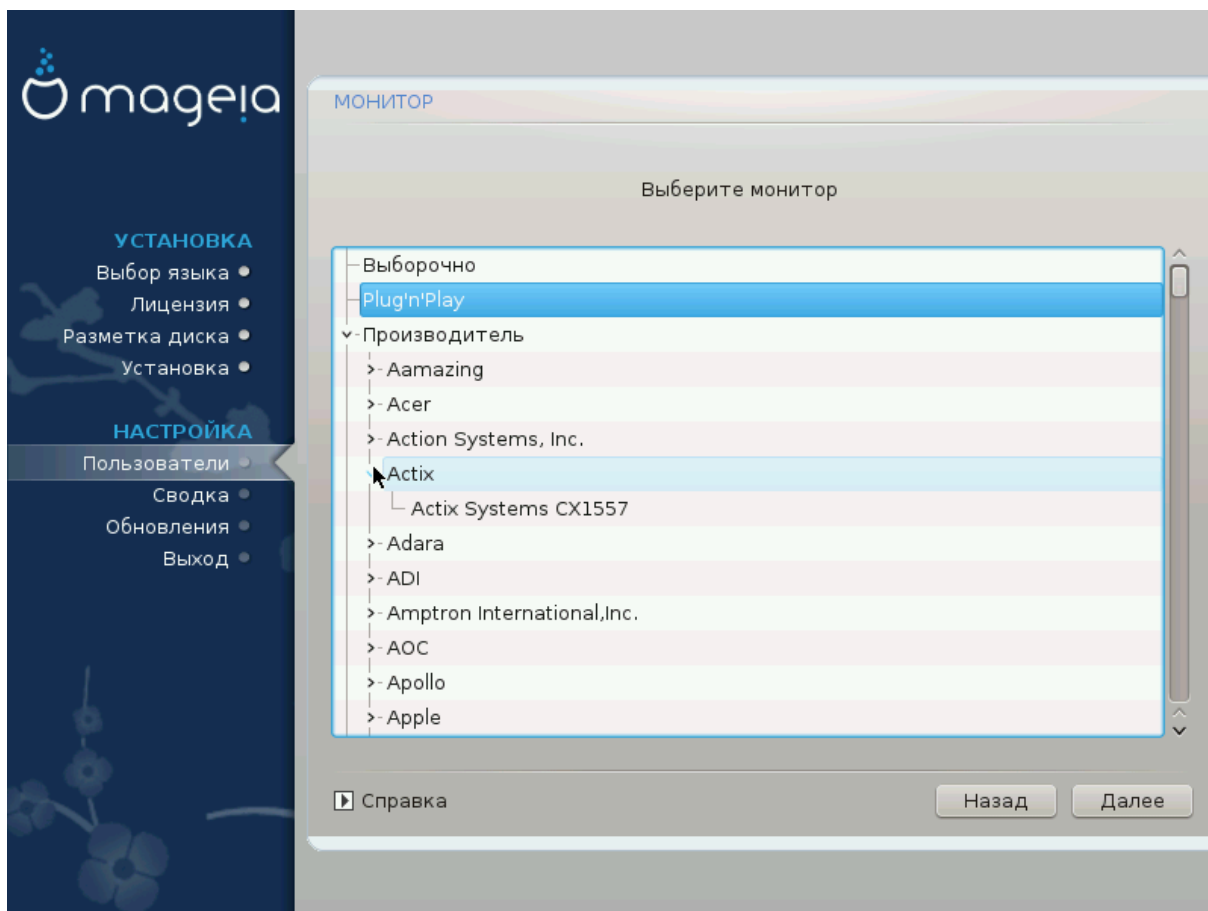 mageia
УСТАНОВКА
Выбор языка
Лицензия
Разметка диска
Установка
НАСТРОЙКА
Пользователи
Сводка
Обновления
Выход
МОНИТОР
Выберите монитор
Выборочно
Plug'n'Play
Производитель
Aamazing
Acer
Action Systems, Inc.
Actix
Actix Systems CX1557
Adara
ADI
Amptron International,Inc.
AOC
Apollo
Apple
Справка
Назад
Далее